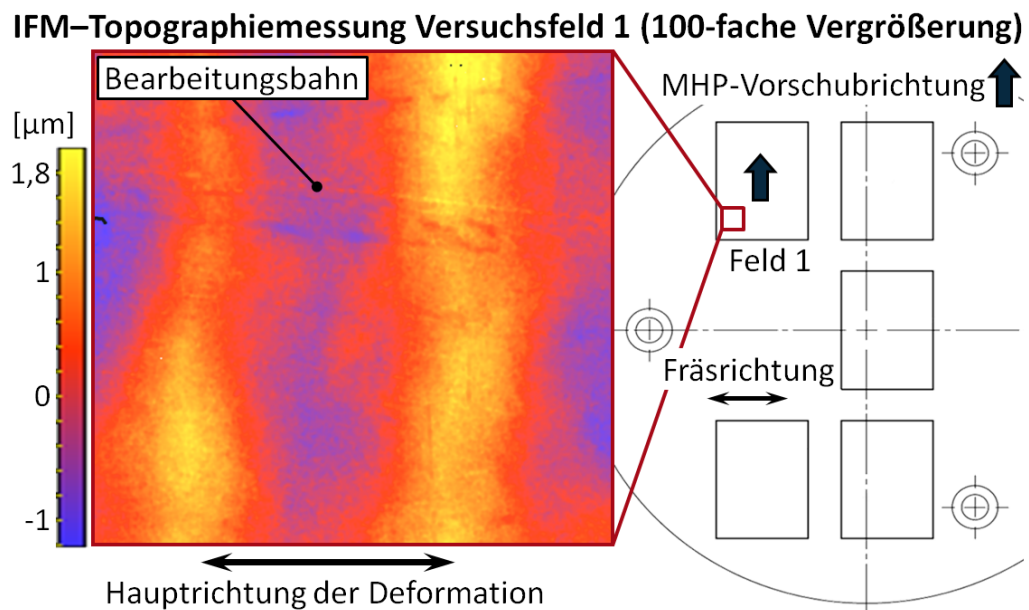 IFM–Topographiemessung Versuchsfeld 1 (100-fache Vergrößerung)
Bearbeitungsbahn
MHP-Vorschubrichtung
[µm]
1,8
1
0
-1
Feld 1
Fräsrichtung
Hauptrichtung der Deformation